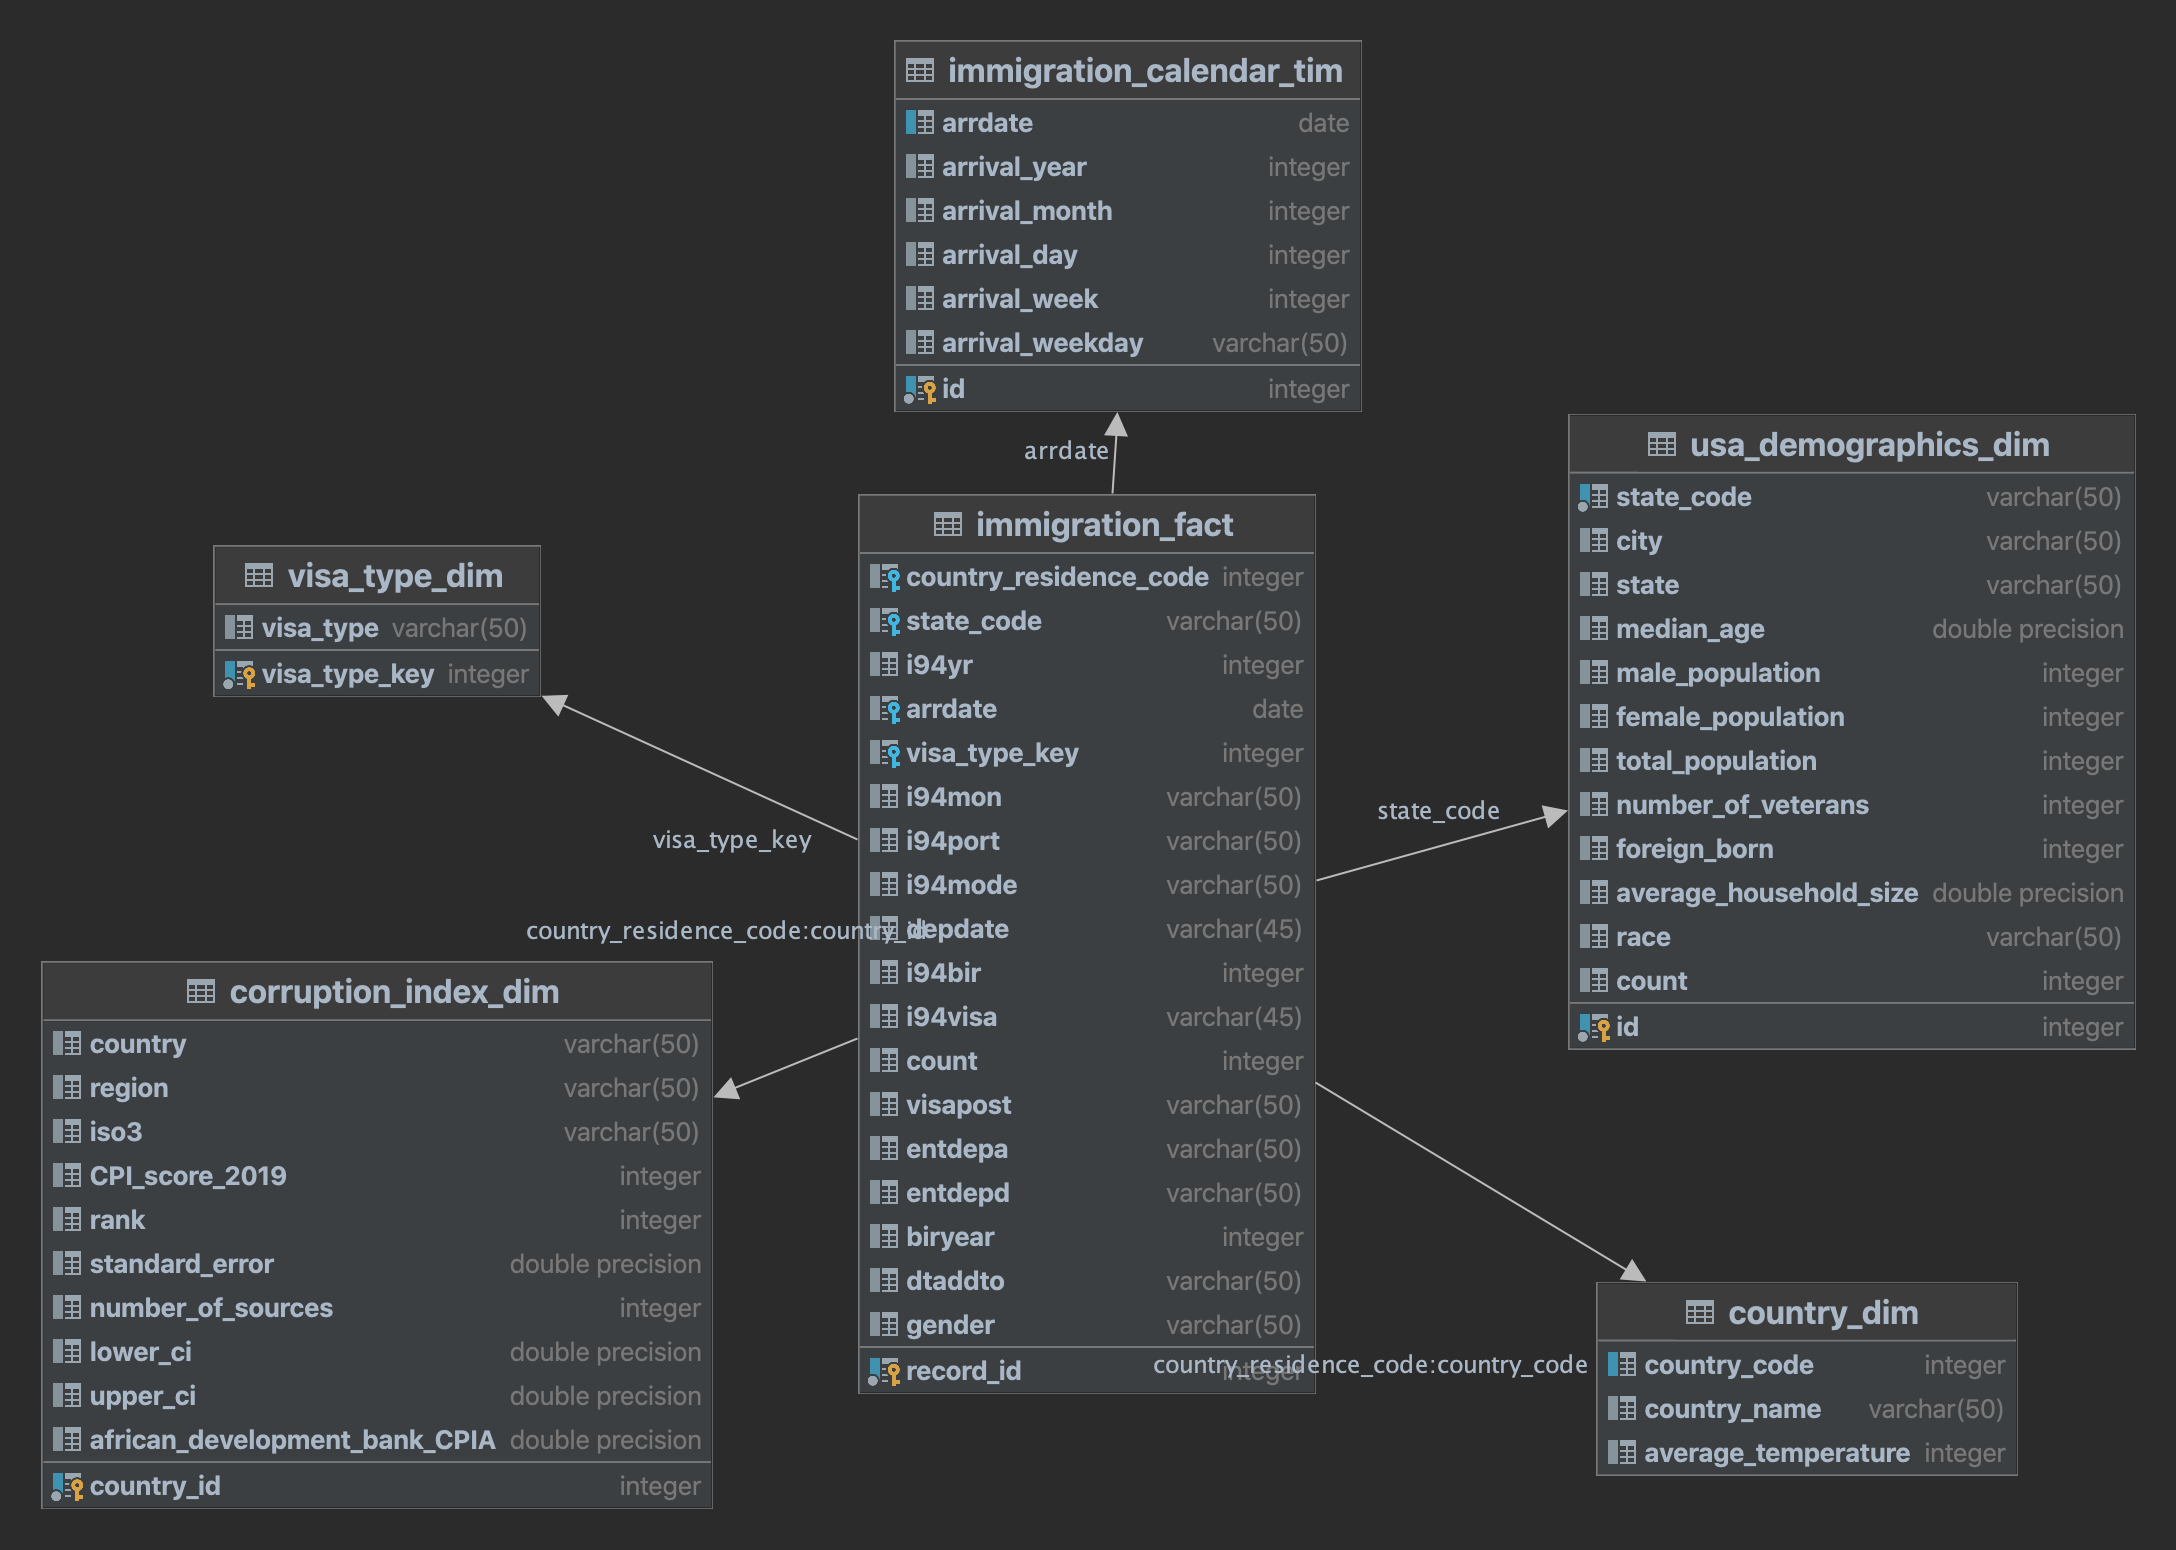 immigration_calendar_tim
arrdate date
arrival_year integer
arrival_month integer
arrival_day integer
arrival_week integer
arrival_weekday varchar(50)
id integer
arrdate
usa_demographics_dim
state_code varchar(50)
city varchar(50)
state varchar(50)
median_age double precision
male_population integer
female_population integer
total_population integer
number_of_veterans integer
foreign_born integer
average_household_size double precision
race varchar(50)
count integer
id integer
immigration_fact
country_residence_code integer
state_code varchar(50)
i94yr integer
arrdate date
visa_type_key integer
i94mon varchar(50)
i94port varchar(50)
i94mode varchar(50)
depdate varchar(45)
i94bir integer
i94visa varchar(45)
count integer
visapost varchar(50)
entdepa varchar(50)
entdepd varchar(50)
biryear integer
dtaddto varchar(50)
gender varchar(50)
record_id integer
visa_type_dim
visa_type varchar(50)
visa_type_key integer
visa_type_key
state_code
country_residence_code:country_id
corruption_index_dim
country varchar(50)
region varchar(50)
iso3 varchar(50)
CPI_score_2019 integer
rank integer
standard_error double precision
number_of_sources integer
lower_ci double precision
upper_ci double precision
african_development_bank_CPIA double precision
country_id integer
country_residence_code:country_code
country_dim
country_code integer
country_name varchar(50)
average_temperature integer